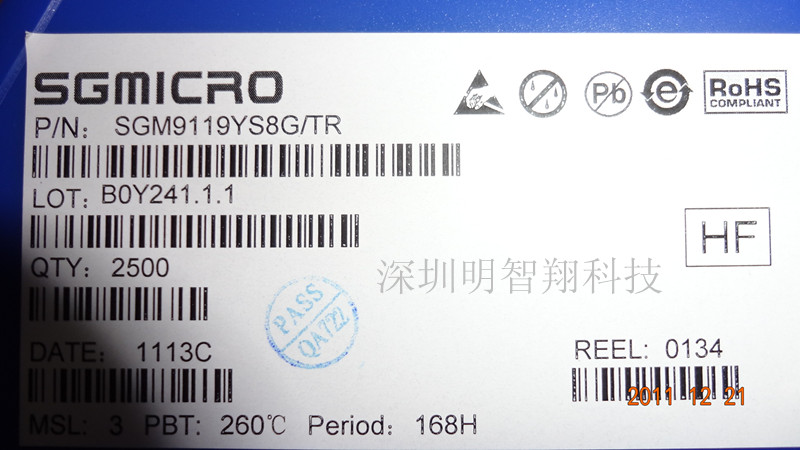 SGMICRO
Pb
e
RoHS
COMPLIANT
P/N: SGM9119YS8G/TR
LOT: B0Y241.1.1
HF
QTY: 2500
深圳明智翔科技
PASS
QA722
DATE: 1113C
REEL: 0134
2011 12 21
MSL: 3 PBT: 260℃ Period: 168H